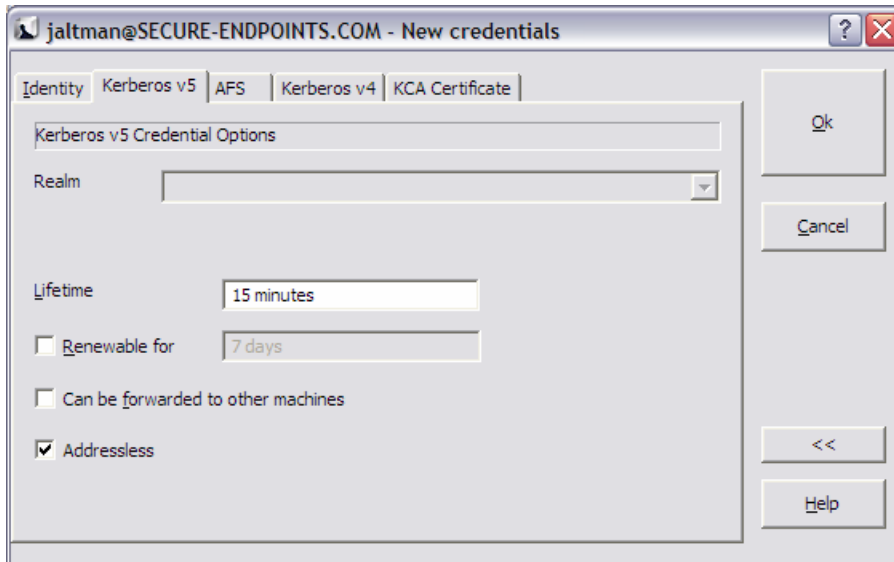 jaltman@SECURE-ENDPOINTS.COM - New credentials
Identity Kerberos v5 AFS Kerberos v4 KCA Certificate
Kerberos v5 Credential Options
Realm
Lifetime 15 minutes
Renewable for 7 days
Can be forwarded to other machines
Addressless
Ok
Cancel
<<
Help